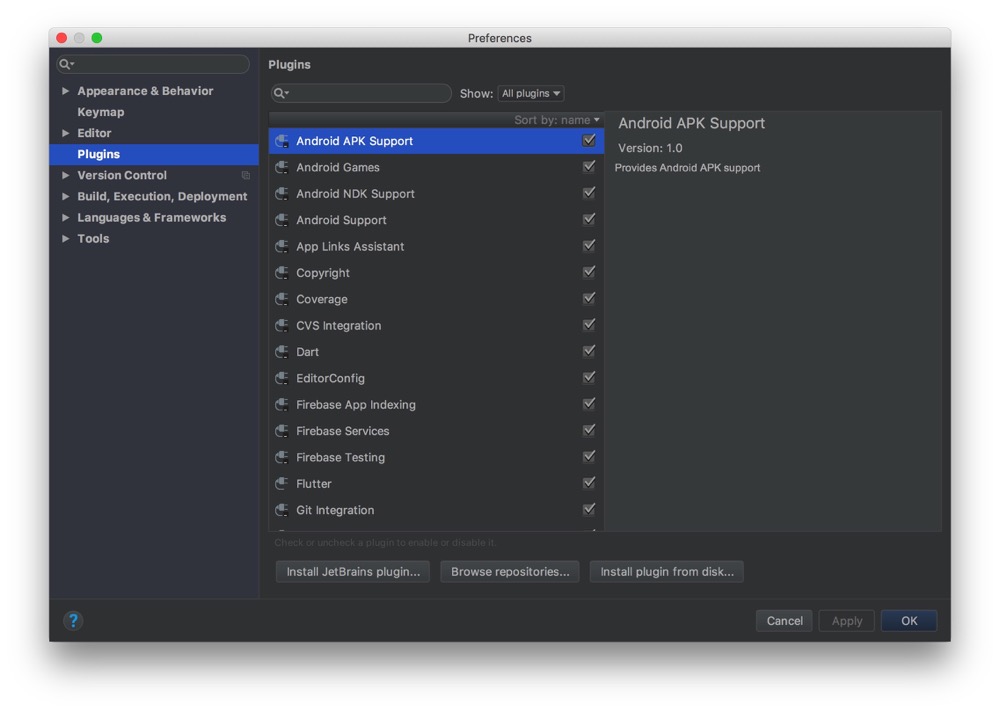 Preferences
Appearance & Behavior
Keymap
Editor
Plugins
Version Control
Build, Execution, Deployment
Languages & Frameworks
Tools
Plugins
Show: All plugins
Sort by: name
Android APK Support
Android Games
Android NDK Support
Android Support
App Links Assistant
Copyright
Coverage
CVS Integration
Dart
EditorConfig
Firebase App Indexing
Firebase Services
Firebase Testing
Flutter
Git Integration
Android APK Support
Version: 1.0
Provides Android APK support
Check or uncheck a plugin to enable or disable it.
Install JetBrains plugin...
Browse repositories...
Install plugin from disk...
?
Cancel
Apply
OK